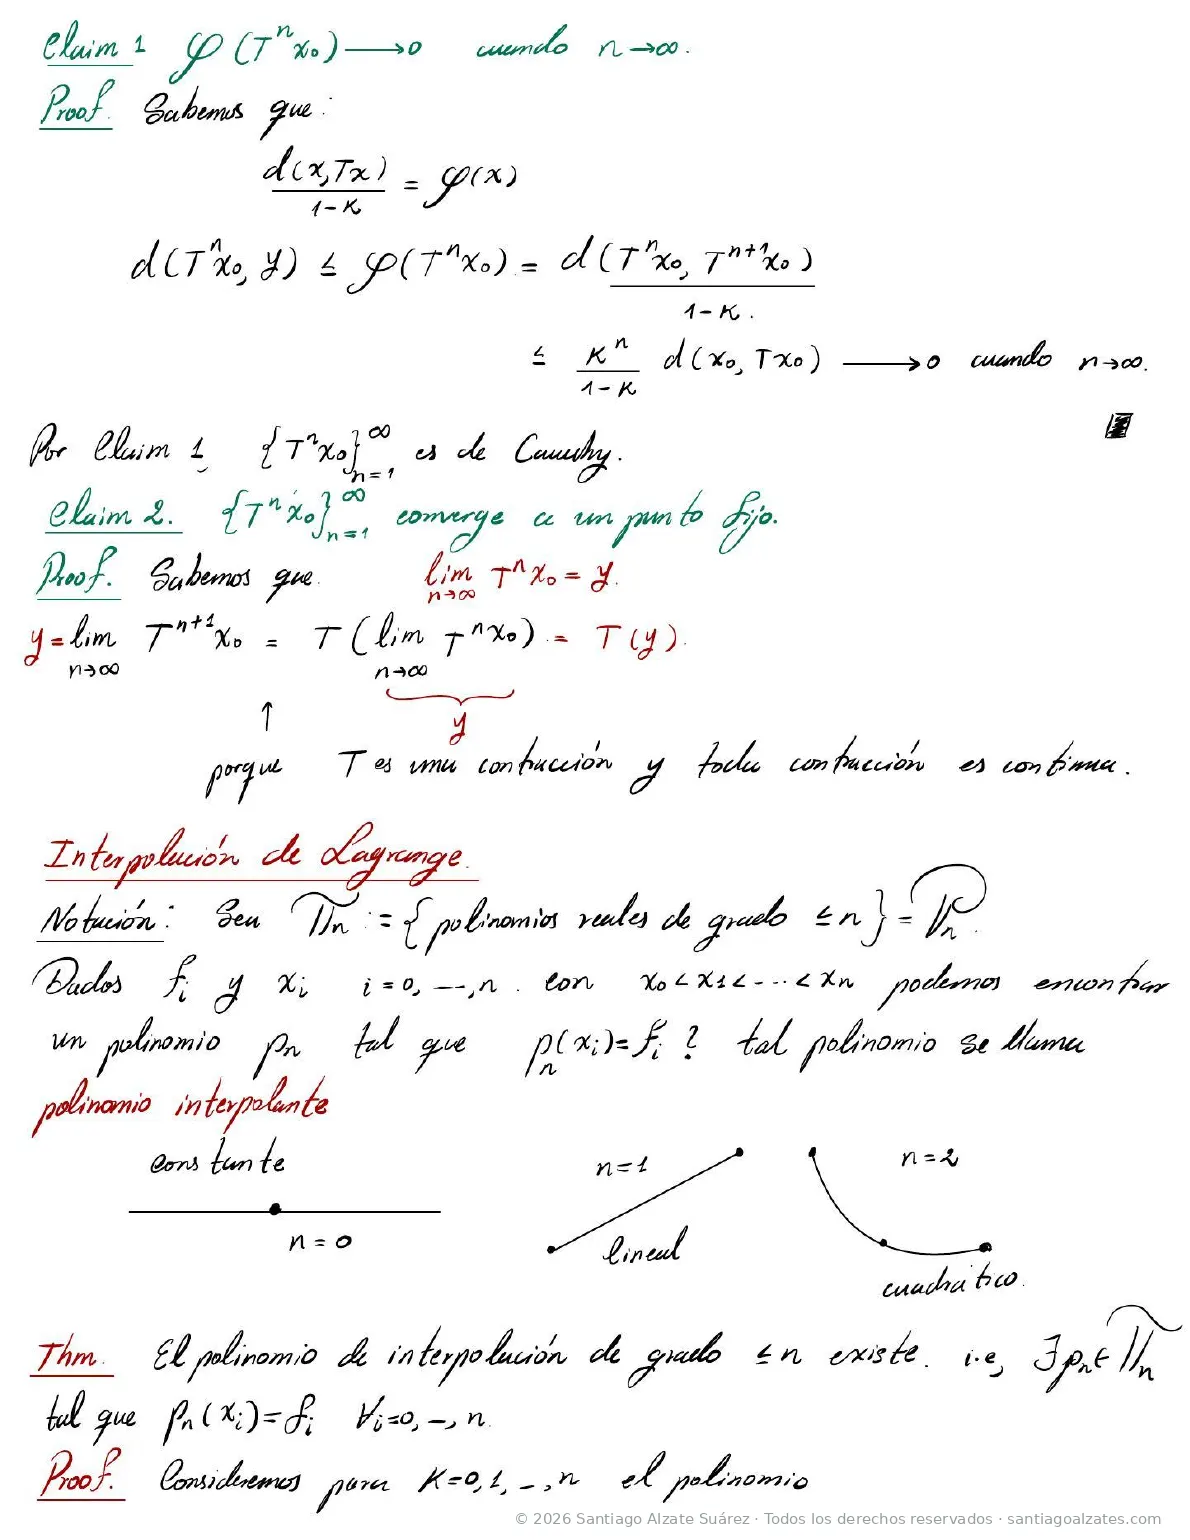 Claim 1 φ(Tⁿx₀) ⟶ 0 cuando n→∞.
Proof. Sabemos que:
d(x,Tx)/(1-K) = φ(x)
d(Tⁿx₀, y) ≤ φ(Tⁿx₀) = d(Tⁿx₀, Tⁿ⁺¹x₀)/(1-K).
≤ Kⁿ/(1-K) d(x₀, Tx₀) ⟶ 0 cuando n→∞.
Por Claim 1 {Tⁿx₀}_{n=1}^∞ es de Cauchy.
Claim 2. {Tⁿx₀}_{n=1}^∞ converge a un punto fijo.
Proof. Sabemos que. lim_{n→∞} Tⁿx₀ = y.
y = lim_{n→∞} Tⁿ⁺¹x₀ = T(lim_{n→∞} Tⁿx₀) = T(y).
↑ y
porque T es una contracción y toda contracción es continua.
Interpolación de Lagrange.
Notación: Sea Πₙ := {polinomios reales de grado ≤ n} = ℙₙ.
Dados fᵢ y xᵢ i=0, --, n. con x₀ < x₁ < --- < xₙ podemos encontrar
un polinomio pₙ tal que pₙ(xᵢ)=fᵢ ? tal polinomio se llama
polinomio interpolante
constante n=1 n=2
n = 0 lineal
cuadrático.
Thm. El polinomio de interpolación de grado ≤n existe. i.e, ∃pₙ∈Πₙ
tal que pₙ(xᵢ)=fᵢ ∀i=0, -, n.
Proof. Consideremos para K=0,1, -, n el polinomio
© 2026 Santiago Alzate Suárez · Todos los derechos reservados · santiagoalzates.com